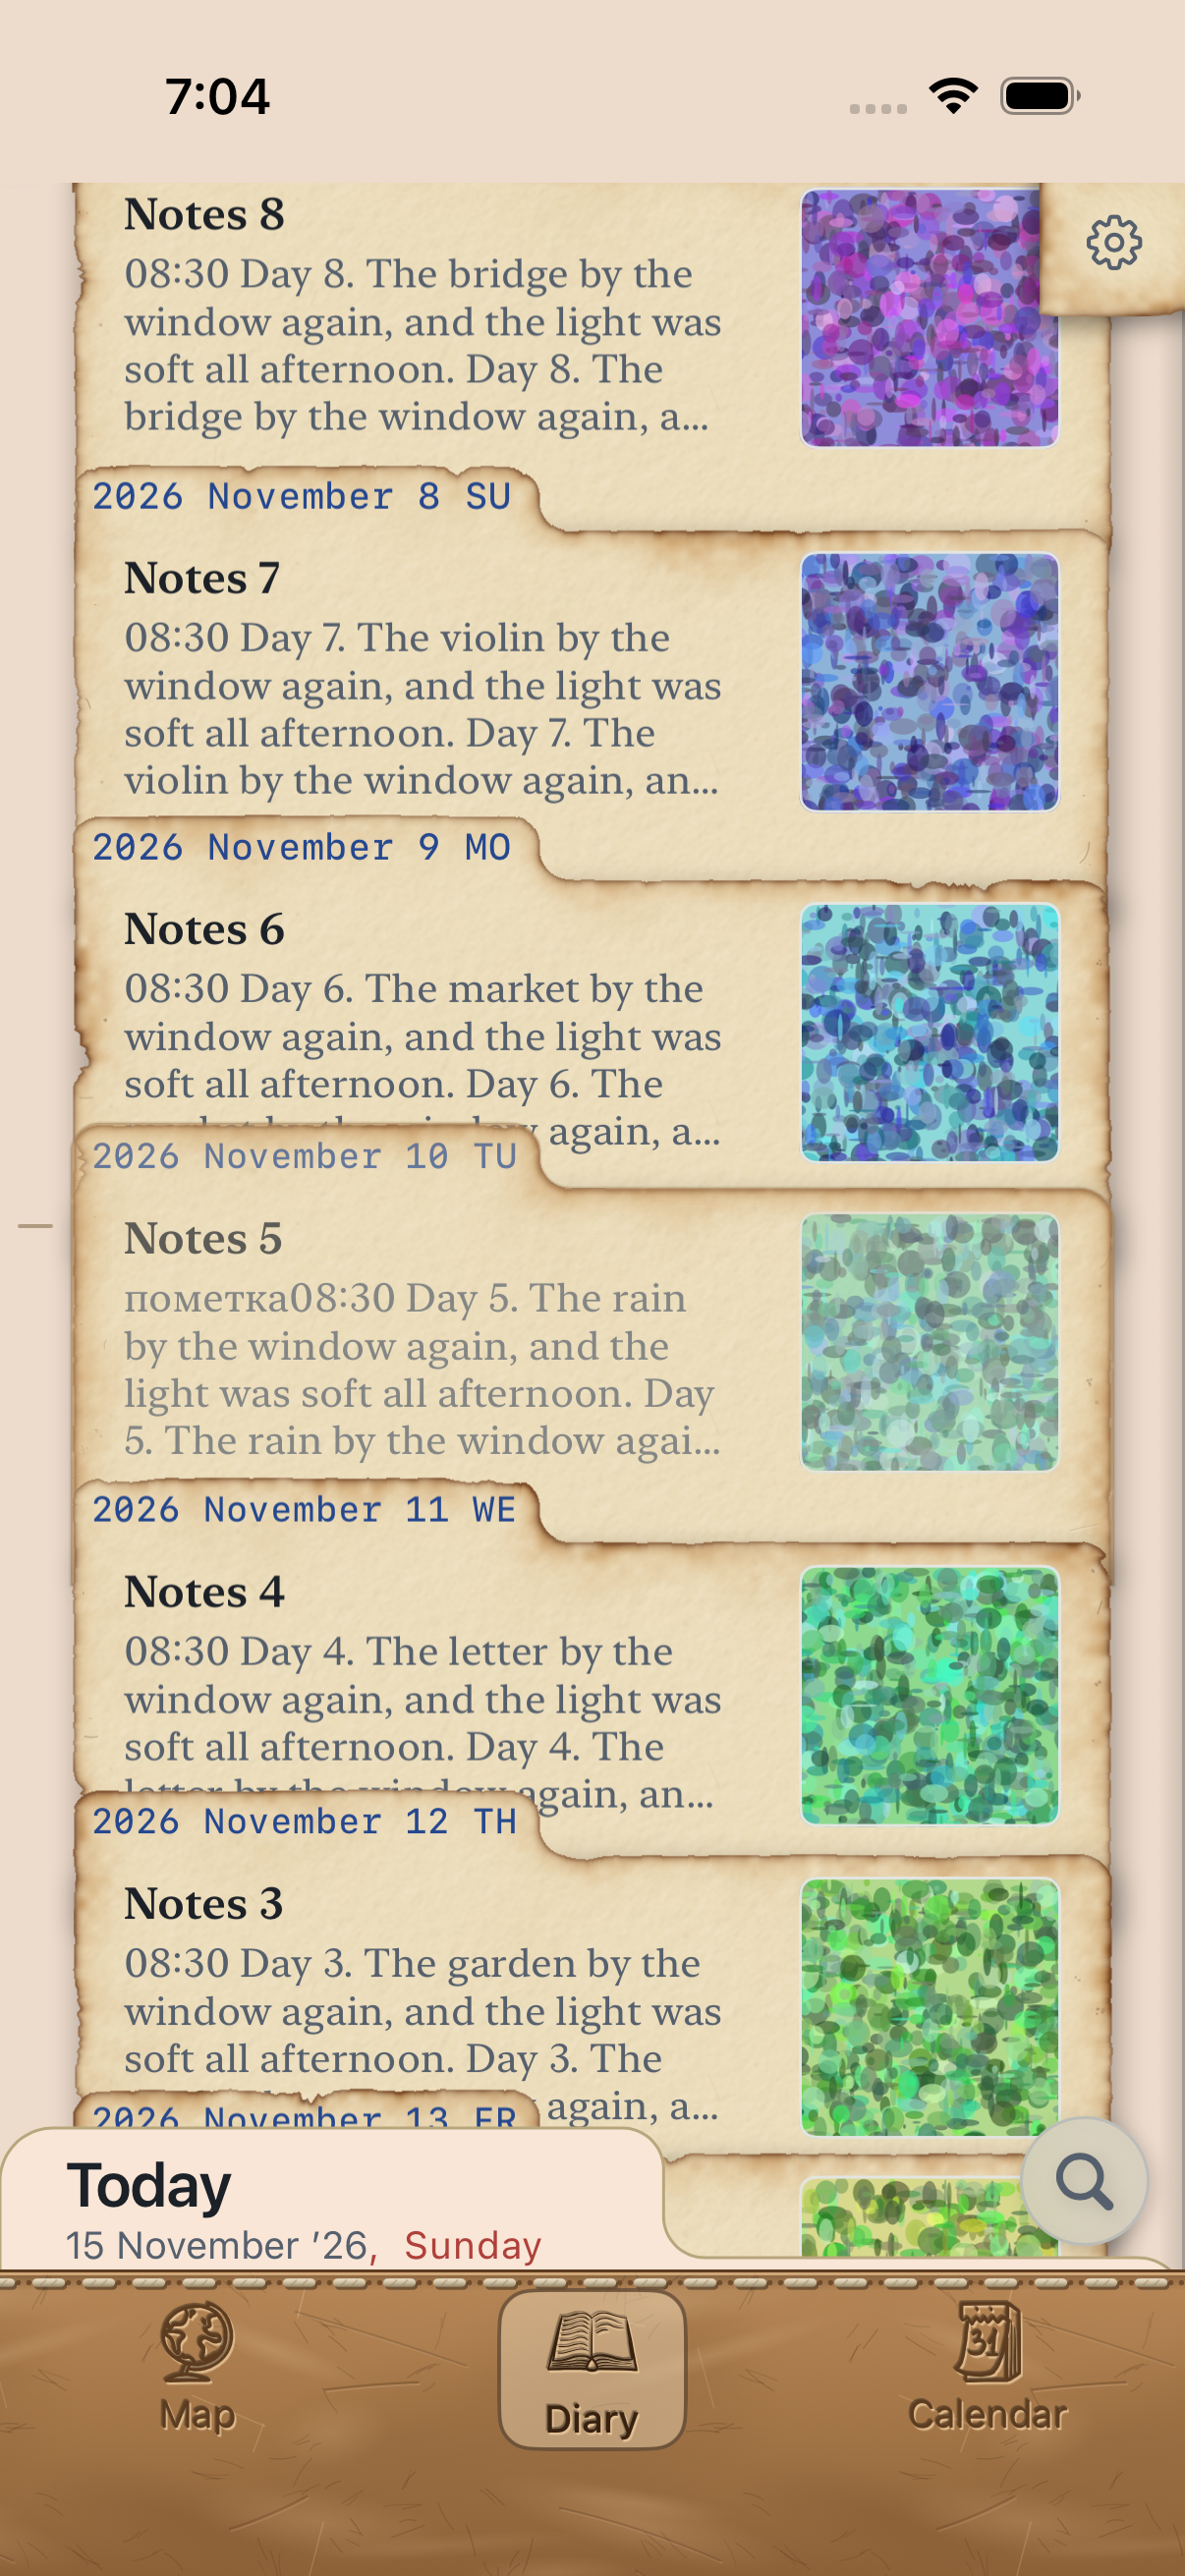 7:04
Notes 8
08:30 Day 8. The bridge by the
window again, and the light was
soft all afternoon. Day 8. The
bridge by the window again, a...
2026 November 8 SU
Notes 7
08:30 Day 7. The violin by the
window again, and the light was
soft all afternoon. Day 7. The
violin by the window again, an...
2026 November 9 MO
Notes 6
08:30 Day 6. The market by the
window again, and the light was
soft all afternoon. Day 6. The
again, a...
2026 November 10 TU
Notes 5
пометка08:30 Day 5. The rain
by the window again, and the
light was soft all afternoon. Day
5. The rain by the window agai...
2026 November 11 WE
Notes 4
08:30 Day 4. The letter by the
window again, and the light was
soft all afternoon. Day 4. The
letter by the window again, an...
2026 November 12 TH
Notes 3
08:30 Day 3. The garden by the
window again, and the light was
soft all afternoon. Day 3. The
again, a...
2026 November 13 FR
Today
15 November ’26, Sunday
Map
31
Diary
Calendar